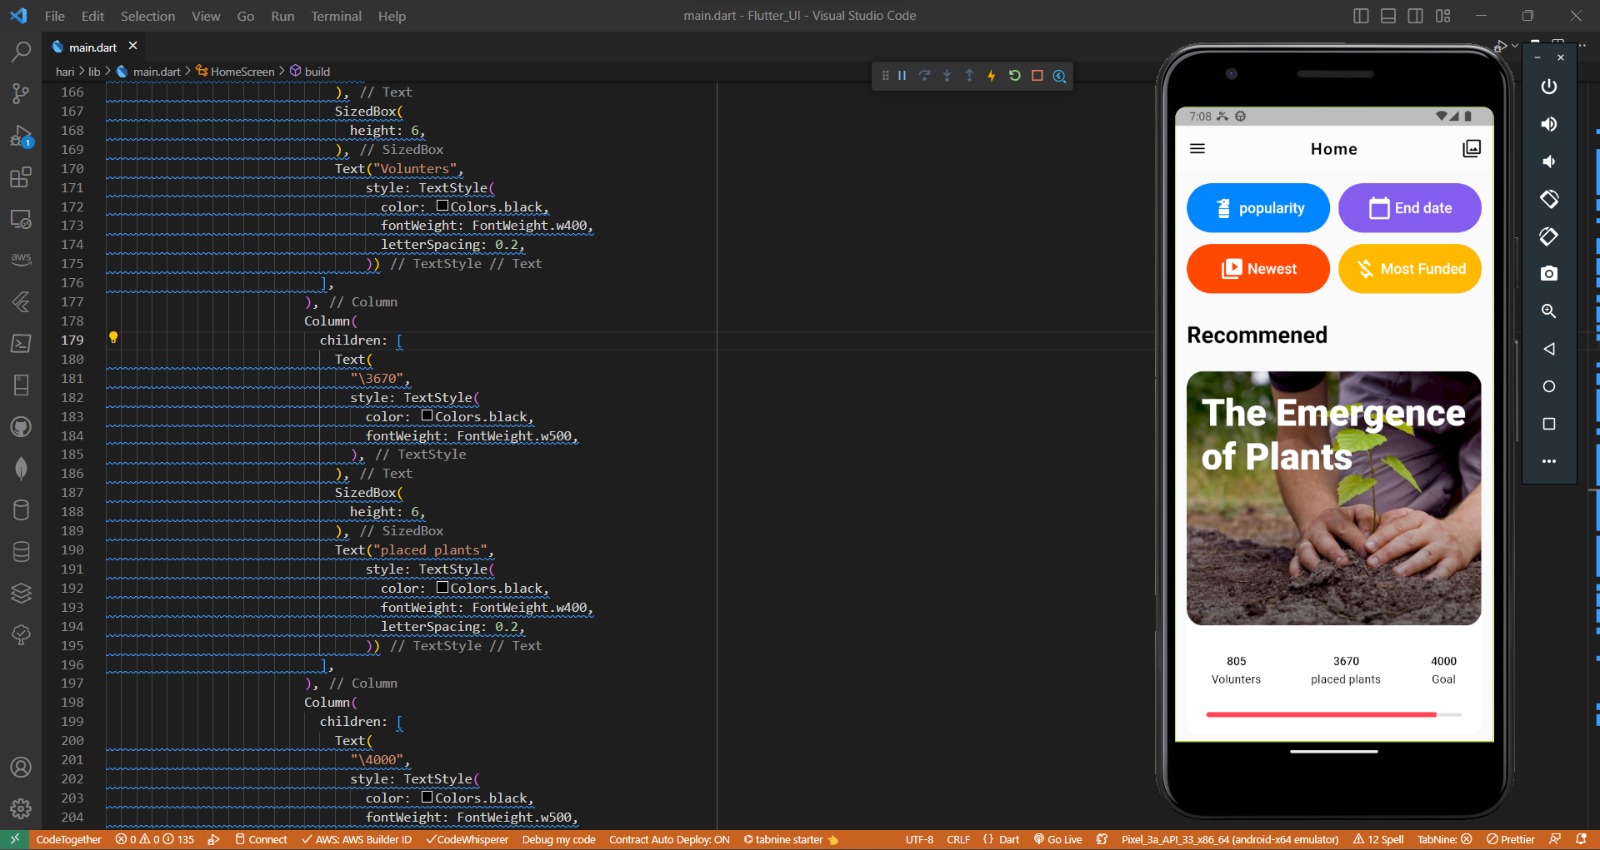 File Edit Selection View Go Run Terminal Help
main.dart - Flutter_UI - Visual Studio Code
main.dart
hari > lib > main.dart > HomeScreen > build
166 ), // Text
167 SizedBox(
168 height: 6,
169 ), // SizedBox
170 Text("Volunters",
171 style: TextStyle(
172 color: Colors.black,
173 fontWeight: FontWeight.w400,
174 letterSpacing: 0.2,
175 )) // TextStyle // Text
176 ],
177 ), // Column
178 Column(
179 children: [
180 Text(
181 "\3670",
182 style: TextStyle(
183 color: Colors.black,
184 fontWeight: FontWeight.w500,
185 ), // TextStyle
186 ), // Text
187 SizedBox(
188 height: 6,
189 ), // SizedBox
190 Text("placed plants",
191 style: TextStyle(
192 color: Colors.black,
193 fontWeight: FontWeight.w400,
194 letterSpacing: 0.2,
195 )) // TextStyle // Text
196 ],
197 ), // Column
198 Column(
199 children: [
200 Text(
201 "\4000",
202 style: TextStyle(
203 color: Colors.black,
204 fontWeight: FontWeight.w500,
aws
1
7:08
Home
popularity End date
Newest Most Funded
Recommened
The Emergence
of Plants
805 3670 4000
Volunters placed plants Goal
CodeTogether 0 0 135 Connect AWS: AWS Builder ID CodeWhisperer Debug my code Contract Auto Deploy: ON tabnine starter UTF-8 CRLF {} Dart Go Live Pixel_3a_API_33_x86_64 (android-x64 emulator) 12 Spell TabNine: Prettier